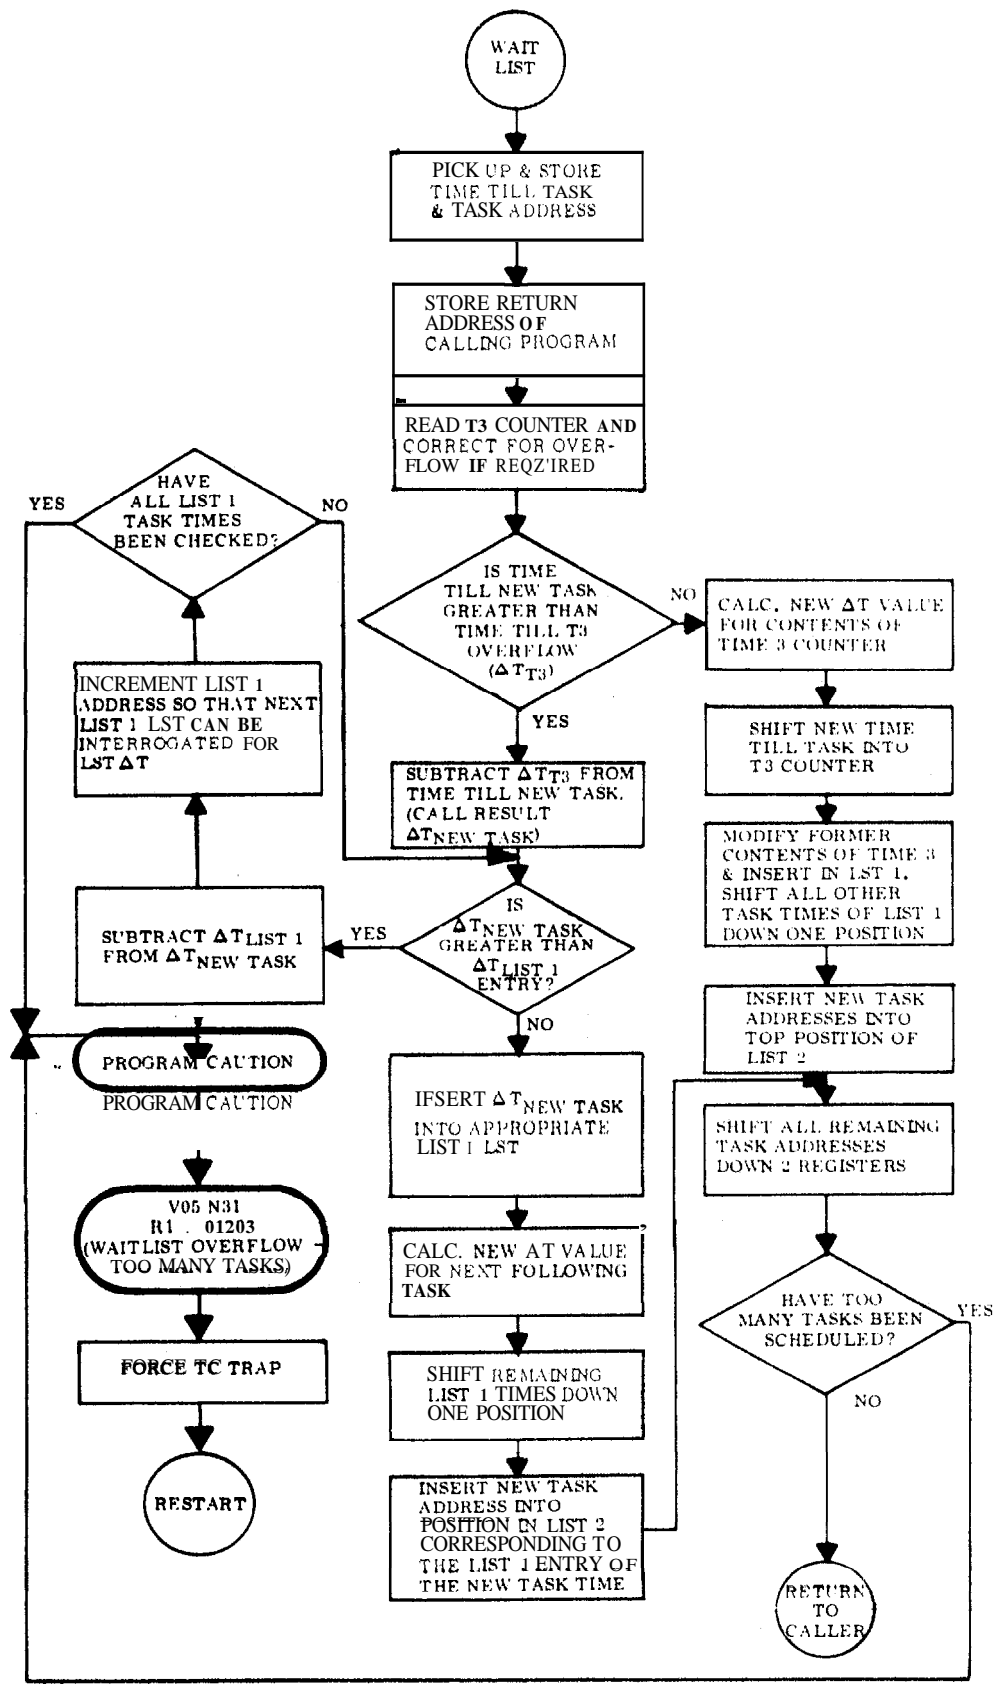 WAIT
LIST
PICK UP & STORE
TIME TILL TASK
& TASK ADDRESS
STORE RETURN
ADDRESS OF
CALLING PROGRAM
READ T3 COUNTER AND
CORRECT FOR OVER-
FLOW IF REQZ'IRED
IS TIME
TILL NEW TASK
GREATER THAN
TIME TILL T3
OVERFLOW
(ΔTT3)
NO
YES
CALC. NEW ΔT VALUE
FOR CONTENTS OF
TIME 3 COUNTER
SHIFT NEW TIME
TILL TASK INTO
T3 COUNTER
MODIFY FORMER
CONTENTS OF TIME 3
& INSERT IN LST 1.
SHIFT ALL OTHER
TASK TIMES OF LIST 1
DOWN ONE POSITION
INSERT NEW TASK
ADDRESSES INTO
TOP POSITION OF
LIST 2
SHIFT ALL REMAINING
TASK ADDRESSES
DOWN 2 REGISTERS
HAVE TOO
MANY TASKS BEEN
SCHEDULED?
YES
NO
RETURN
TO
CALLER
SUBTRACT ΔTT3 FROM
TIME TILL NEW TASK.
(CALL RESULT
ΔTNEW TASK)
IS
ΔTNEW TASK
GREATER THAN
ΔTLIST 1
ENTRY?
YES
NO
IFSERT ΔTNEW TASK
INTO APPROPRIATE
LIST I LST
CALC. NEW AT VALUE
FOR NEXT FOLLOWING
TASK
SHIFT REMAINING
LIST 1 TIMES DOWN
ONE POSITION
INSERT NEW TASK
ADDRESS INTO
POSITION IN LIST 2
CORRESPONDING TO
THE LIST 1 ENTRY OF
THE NEW TASK TIME
HAVE
ALL LIST 1
TASK TIMES
BEEN CHECKED?
YES
NO
INCREMENT LIST 1
ADDRESS SO THAT NEXT
LIST 1 LST CAN BE
INTERROGATED FOR
LST ΔT
SUBTRACT ΔTLIST 1
FROM ΔTNEW TASK
PROGRAM CAUTION
PROGRAM CAUTION
V05 N31
R1 . 01203
(WAITLIST OVERFLOW
TOO MANY TASKS)
FORCE TC TRAP
RESTART